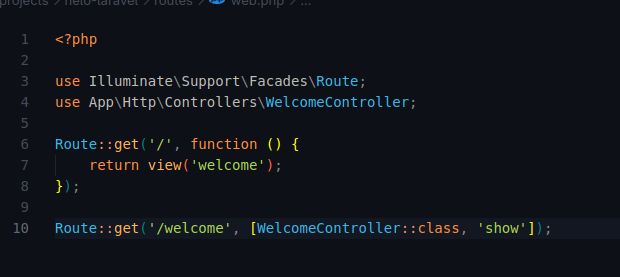 projects > helo-laravel > routes > web.php > ...
1 <?php
2
3 use Illuminate\Support\Facades\Route;
4 use App\Http\Controllers\WelcomeController;
5
6 Route::get('/', function () {
7 return view('welcome');
8 });
9
10 Route::get('/welcome', [WelcomeController::class, 'show']);